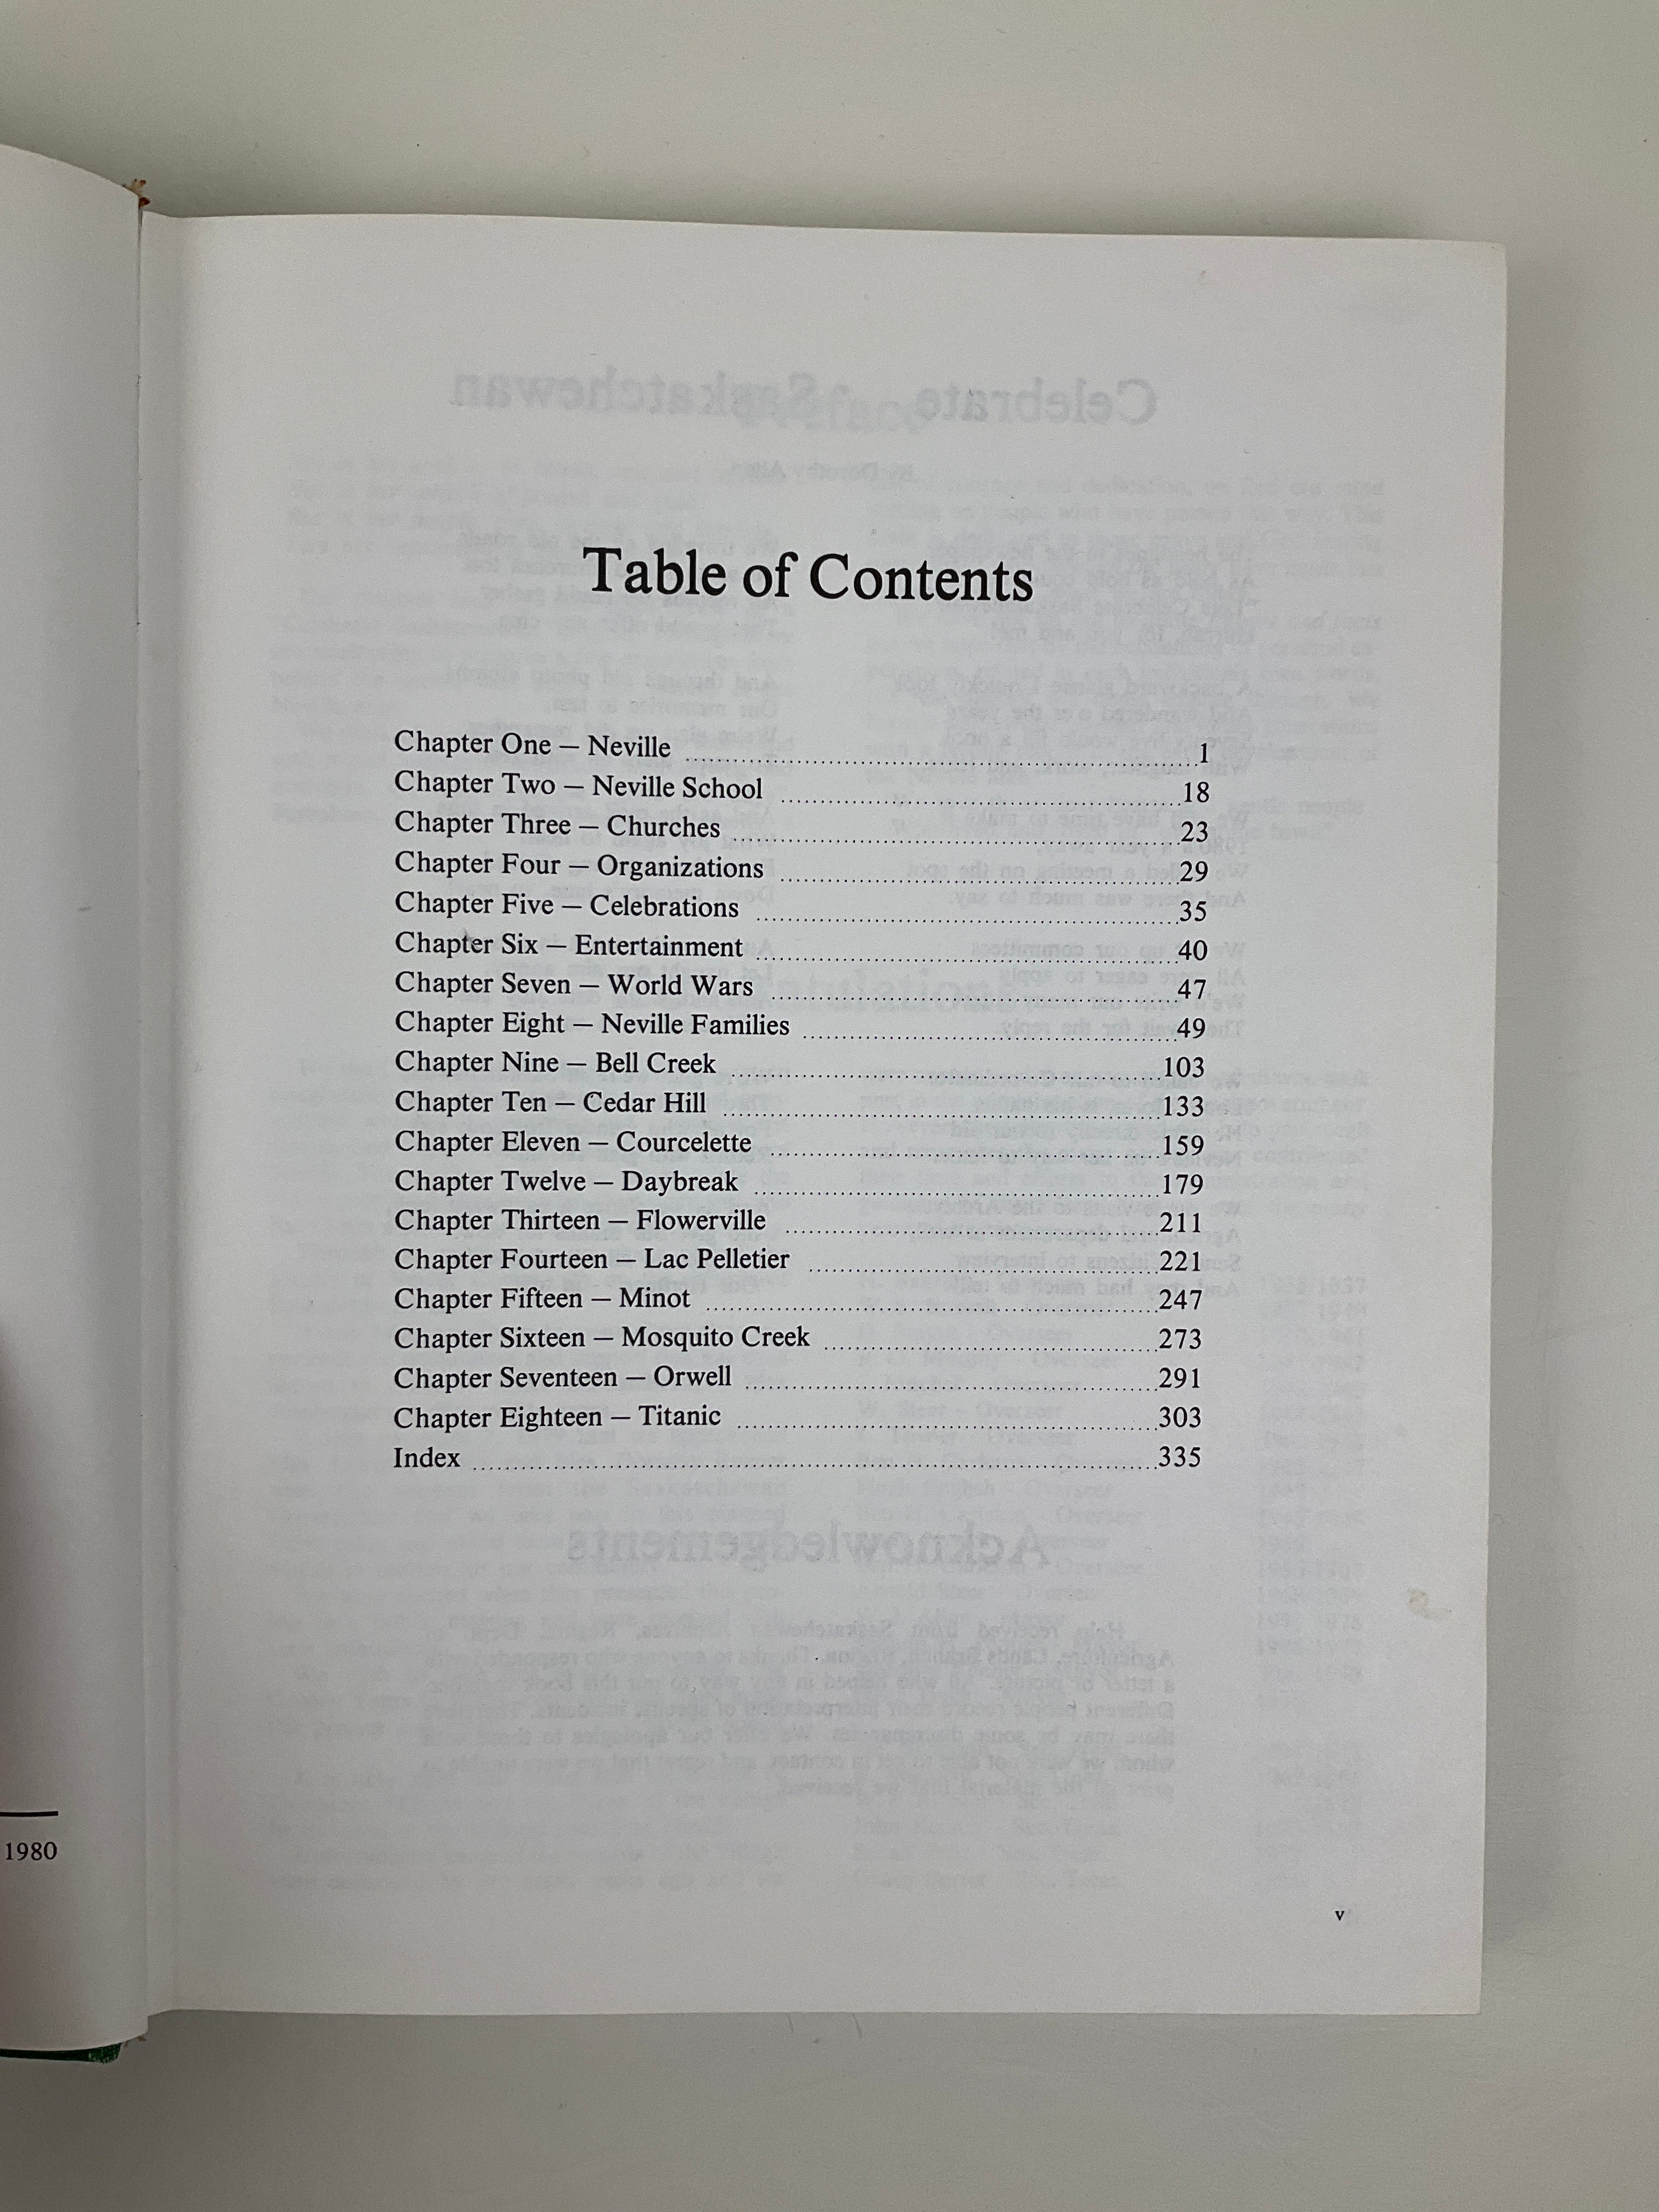 Table of Contents
Chapter One — Neville ........ 1
Chapter Two — Neville School ........ 18
Chapter Three — Churches ........ 23
Chapter Four — Organizations ........ 29
Chapter Five — Celebrations ........ 35
Chapter Six — Entertainment ........ 40
Chapter Seven — World Wars ........ 47
Chapter Eight — Neville Families ........ 49
Chapter Nine — Bell Creek ........ 103
Chapter Ten — Cedar Hill ........ 133
Chapter Eleven — Courcelette ........ 159
Chapter Twelve — Daybreak ........ 179
Chapter Thirteen — Flowerville ........ 211
Chapter Fourteen — Lac Pelletier ........ 221
Chapter Fifteen — Minot ........ 247
Chapter Sixteen — Mosquito Creek ........ 273
Chapter Seventeen — Orwell ........ 291
Chapter Eighteen — Titanic ........ 303
Index ........ 335
1980
v